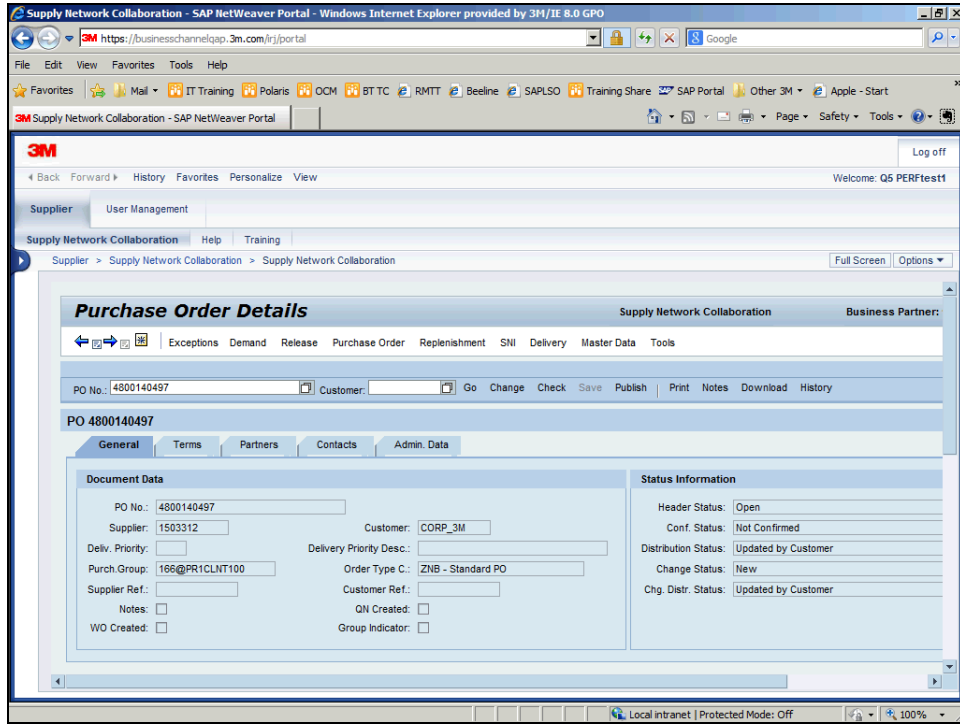 Supply Network Collaboration - SAP NetWeaver Portal - Windows Internet Explorer provided by 3M/IE 8.0 GPO
3M https://businesschannelqap.3m.com/irj/portal Google
File Edit View Favorites Tools Help
Favorites Mail IT Training Polaris OCM BT TC RMTT Beeline SAPLSO Training Share SAP Portal Other 3M Apple - Start »
3M Supply Network Collaboration - SAP NetWeaver Portal Page Safety Tools
3M Log off
Back Forward History Favorites Personalize View Welcome: Q5 PERFtest1
Supplier User Management
Supply Network Collaboration Help Training
Supplier > Supply Network Collaboration > Supply Network Collaboration Full Screen Options
Purchase Order Details Supply Network Collaboration Business Partner:
Exceptions Demand Release Purchase Order Replenishment SNI Delivery Master Data Tools
PO No.: 4800140497 Customer: Go Change Check Save Publish Print Notes Download History
PO 4800140497
General Terms Partners Contacts Admin. Data
Document Data Status Information
PO No.: 4800140497 Header Status: Open
Supplier: 1503312 Customer: CORP_3M Conf. Status: Not Confirmed
Deliv. Priority: Delivery Priority Desc.: Distribution Status: Updated by Customer
Purch.Group: 166@PR1CLNT100 Order Type C.: ZNB - Standard PO Change Status: New
Supplier Ref.: Customer Ref.: Chg. Distr. Status: Updated by Customer
Notes: QN Created:
WO Created: Group Indicator:
Local intranet | Protected Mode: Off 100%